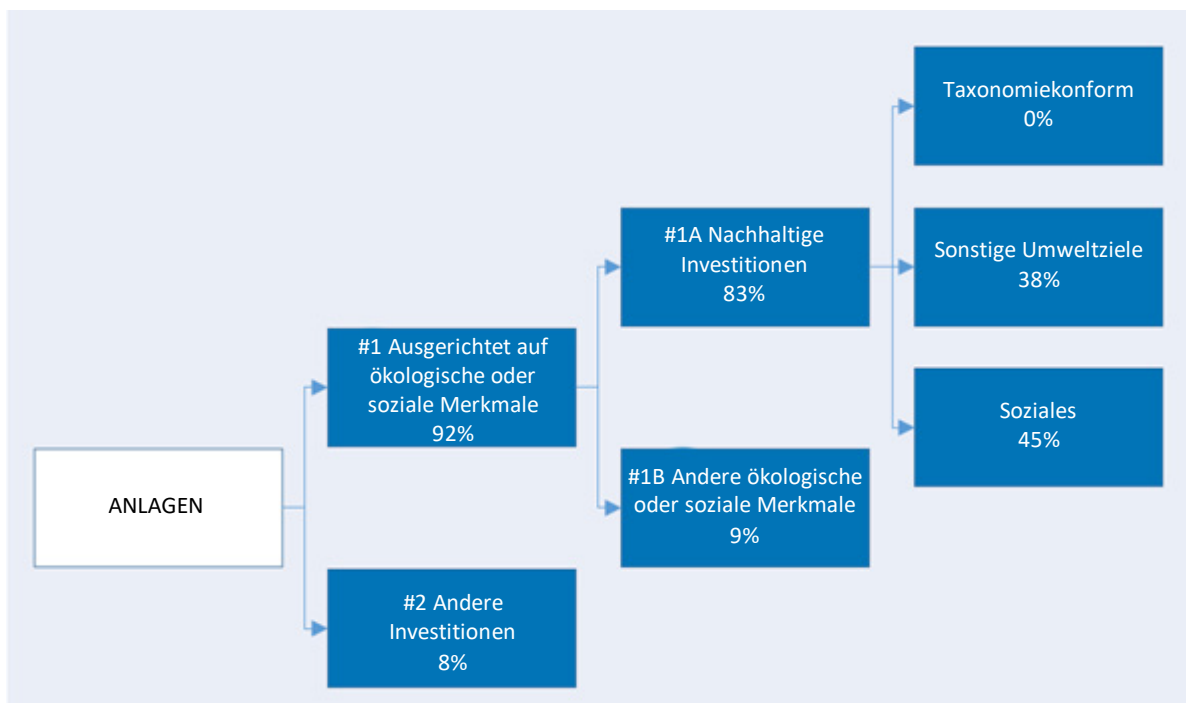 ANLAGEN
#1 Ausgerichtet auf
ökologische oder
soziale Merkmale
92%
#2 Andere
Investitionen
8%
#1A Nachhaltige
Investitionen
83%
#1B Andere ökologische
oder soziale Merkmale
9%
Taxonomiekonform
0%
Sonstige Umweltziele
38%
Soziales
45%